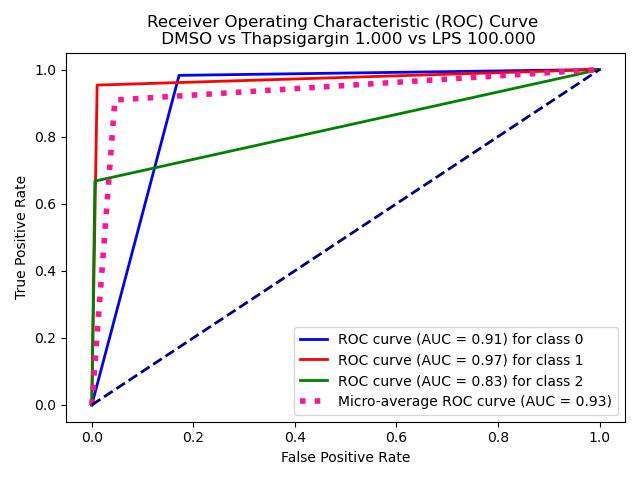 Receiver Operating Characteristic (ROC) Curve
DMSO vs Thapsigargin 1.000 vs LPS 100.000
True Positive Rate
1.0
0.8
0.6
0.4
0.2
0.0
ROC curve (AUC = 0.91) for class 0
ROC curve (AUC = 0.97) for class 1
ROC curve (AUC = 0.83) for class 2
Micro-average ROC curve (AUC = 0.93)
0.0 0.2 0.4 0.6 0.8 1.0
False Positive Rate